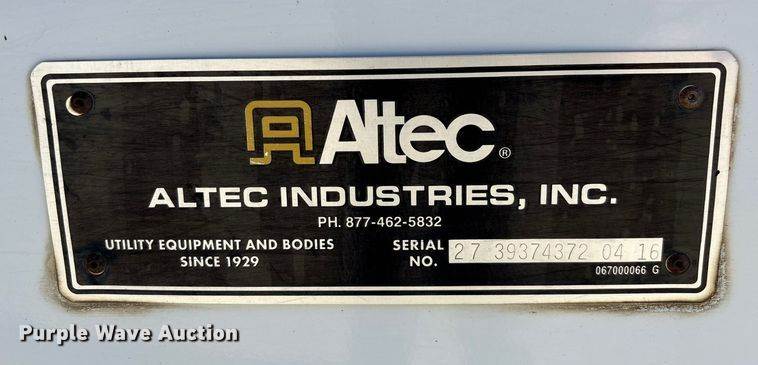 Altec®
ALTEC INDUSTRIES, INC.
PH. 877-462-5832
UTILITY EQUIPMENT AND BODIES
SINCE 1929
SERIAL
NO.
27 39374372 04 16
067000066 G
Purple Wave Auction